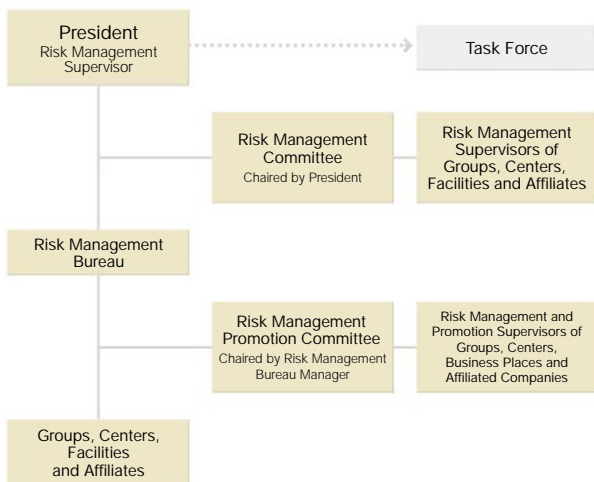 President
Risk Management
Supervisor
Task Force
Risk Management
Committee
Chaired by President
Risk Management
Supervisors of
Groups, Centers,
Facilities and Affiliates
Risk Management
Bureau
Risk Management
Promotion Committee
Chaired by Risk Management
Bureau Manager
Risk Management and
Promotion Supervisors of
Groups, Centers,
Business Places and
Affiliated Companies
Groups, Centers,
Facilities
and Affiliates